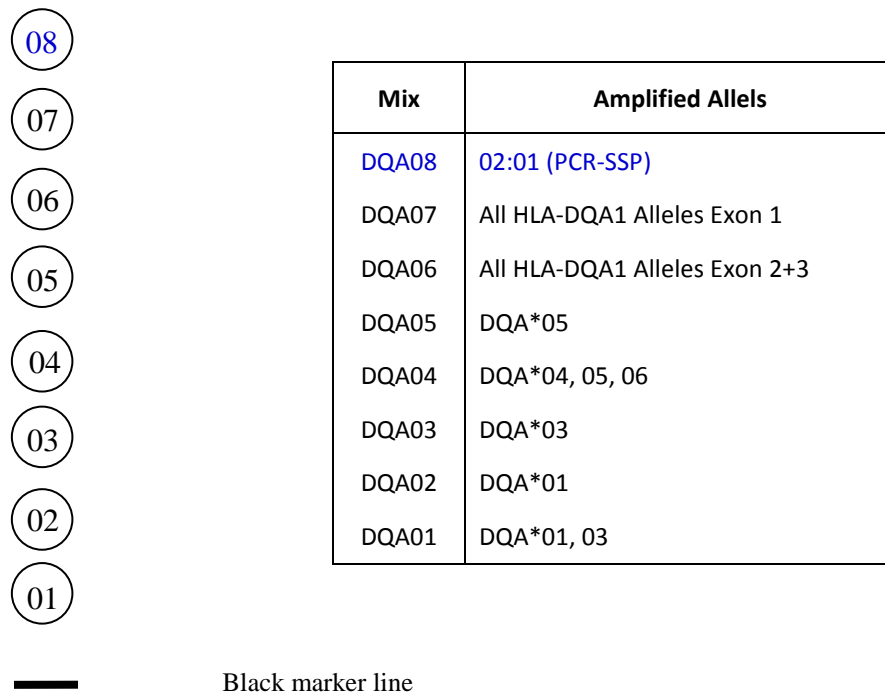 08
07
06
05
04
03
02
01
Mix Amplified Allels
DQA08 02:01 (PCR-SSP)
DQA07 All HLA-DQA1 Alleles Exon 1
DQA06 All HLA-DQA1 Alleles Exon 2+3
DQA05 DQA*05
DQA04 DQA*04, 05, 06
DQA03 DQA*03
DQA02 DQA*01
DQA01 DQA*01, 03
Black marker line